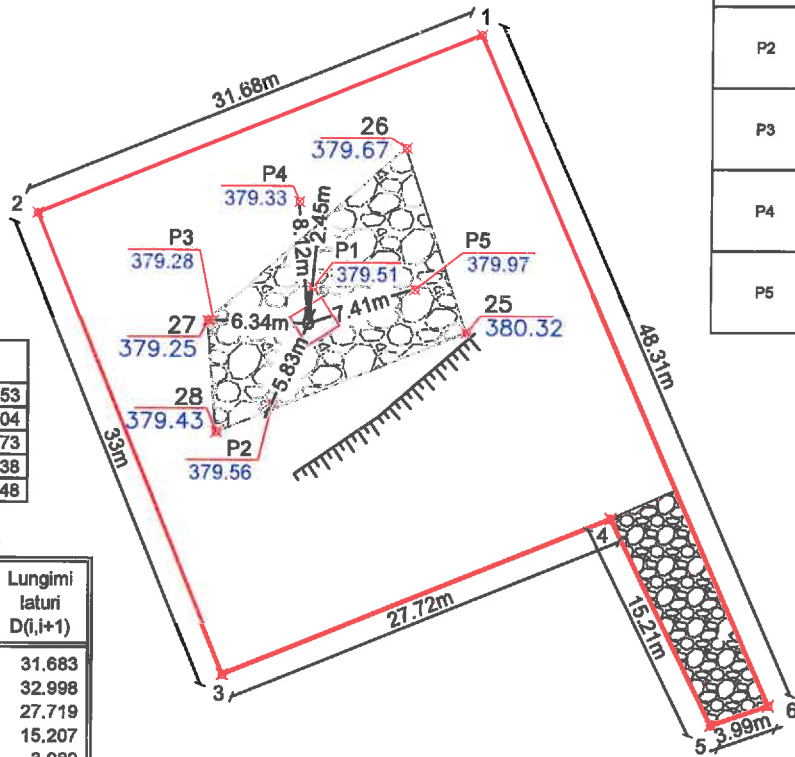 1
31.68m
P2
26
379.67
P4
379.33
2
P3
P3
379.28
8.12m
2.45m
P1
379.51
P5
379.97
P4
6.34m
7.41m
25
380.32
P5
27
379.25
48.31m
5.83m
53
04
73
38
48
28
379.43
33m
P2
379.56
4
Lungimi
laturi
D(i,i+1)
27.72m
15.21m
31.683
32.998
27.719
15.207
3
6
5
3.99m